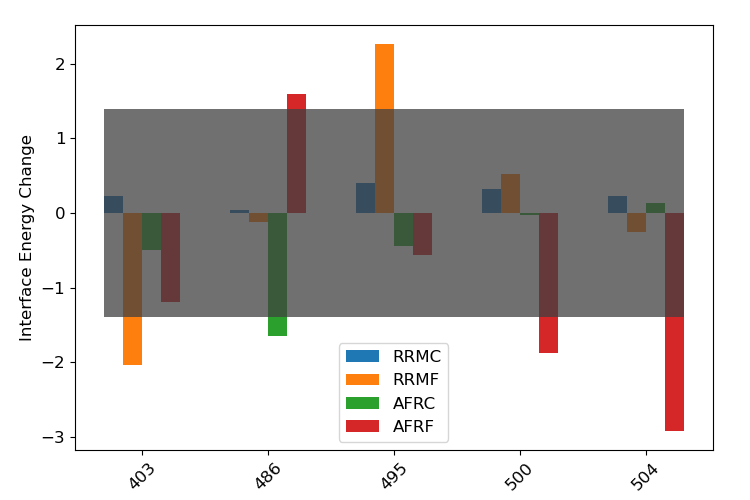 Interface Energy Change
2
1
0
−1
−2
−3
RRMC
RRMF
AFRC
AFRF
403
486
495
500
504